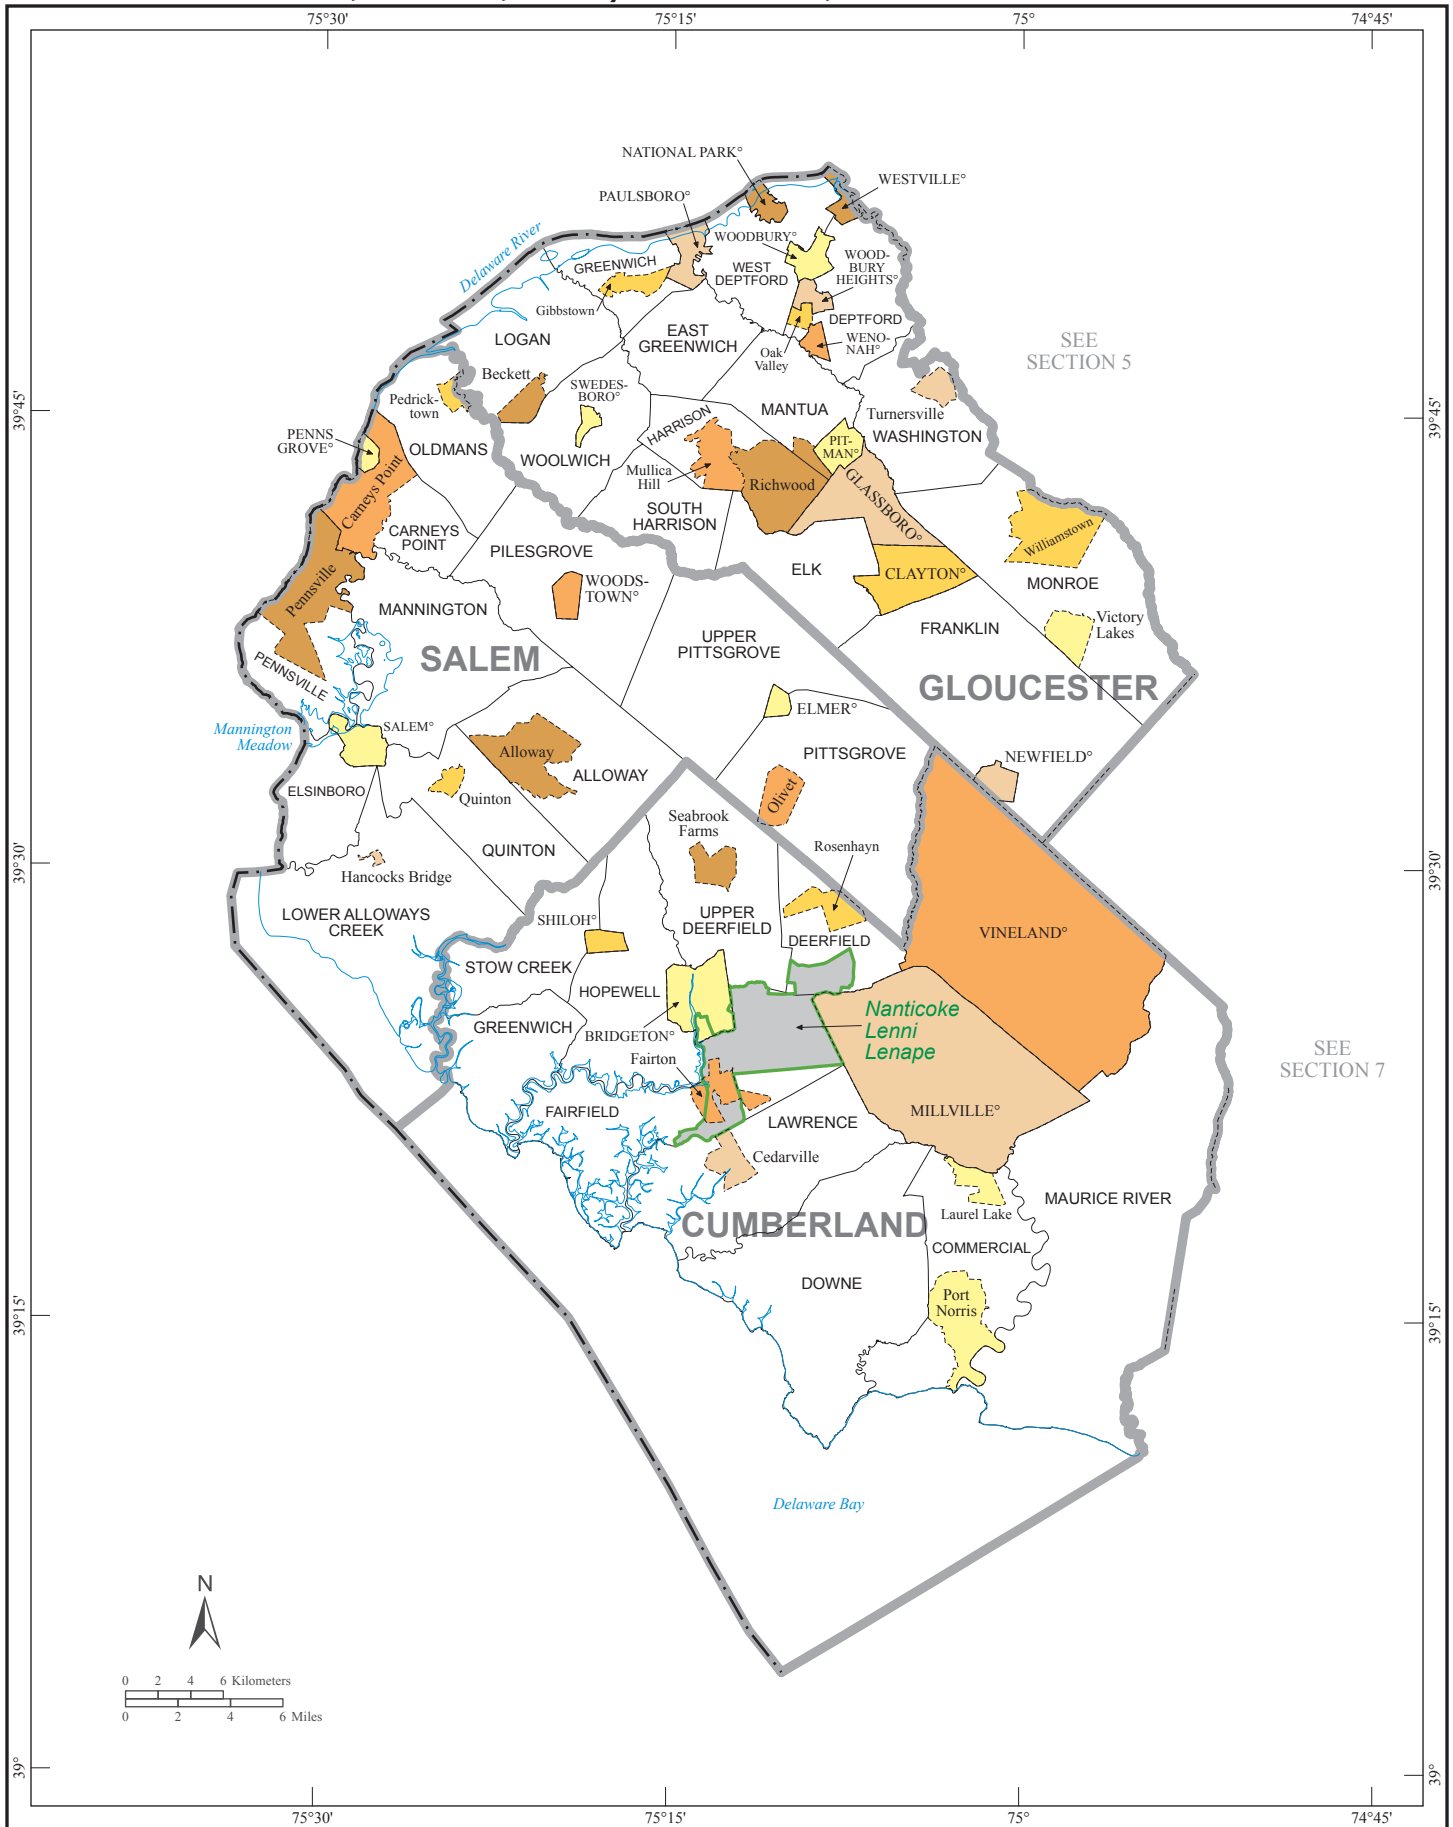 75°30'
75°15'
75°
74°45'
NATIONAL PARK°
WESTVILLE°
PAULSBORO°
Delaware River
WOODBURY°
GREENWICH
WEST
DEPTFORD
WOOD-
BURY
HEIGHTS°
Gibbstown
DEPTFORD
LOGAN
EAST
GREENWICH
WENO-
NAH°
Oak
Valley
SEE
SECTION 5
Beckett
SWEDES-
BORO°
Pedrick-
town
39°45'
39°45'
HARRISON
MANTUA
Turnersville
WASHINGTON
PENNS
GROVE°
OLDMANS
WOOLWICH
PIT-
MAN°
Mullica
Hill
Richwood
GLASSBORO°
Carneys Point
SOUTH
HARRISON
CARNEYS
POINT
PILESGROVE
Williamstown
ELK
CLAYTON°
MONROE
Pennsville
WOODS-
TOWN°
MANNINGTON
Victory
Lakes
FRANKLIN
UPPER
PITTSGROVE
SALEM
PENNSVILLE
GLOUCESTER
ELMER°
Mannington
Meadow
SALEM°
Alloway
ALLOWAY
PITTSGROVE
NEWFIELD°
ELSINBORO
Quinton
Olivet
Seabrook
Farms
QUINTON
Rosenhayn
39°30'
39°30'
Hancocks Bridge
LOWER ALLOWAYS
CREEK
SHILOH°
UPPER
DEERFIELD
DEERFIELD
VINELAND°
STOW CREEK
HOPEWELL
GREENWICH
BRIDGETON°
Nanticoke
Lenni
Lenape
Fairton
SEE
SECTION 7
FAIRFIELD
LAWRENCE
MILLVILLE°
Cedarville
MAURICE RIVER
Laurel Lake
CUMBERLAND
COMMERCIAL
DOWNE
Port
Norris
39°15'
39°15'
Delaware Bay
N
0 2 4 6 Kilometers
0 2 4 6 Miles
39°
39°
75°30'
75°15'
75°
74°45'